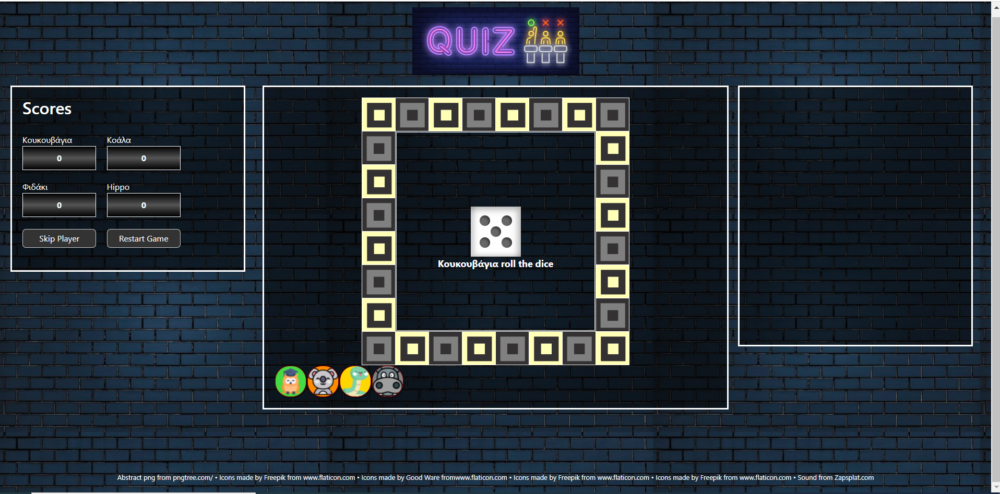 QUIZ
Scores
Κουκουβάγια
Κοάλα
0
0
Φιδάκι
Hippo
0
0
Skip Player
Restart Game
Κουκουβάγια roll the dice
Abstract png from pngtree.com/ • Icons made by Freepik from www.flaticon.com • Icons made by Good Ware fromwww.flaticon.com • Icons made by Freepik from www.flaticon.com • Icons made by Freepik from www.flaticon.com • Sound from Zapsplat.com